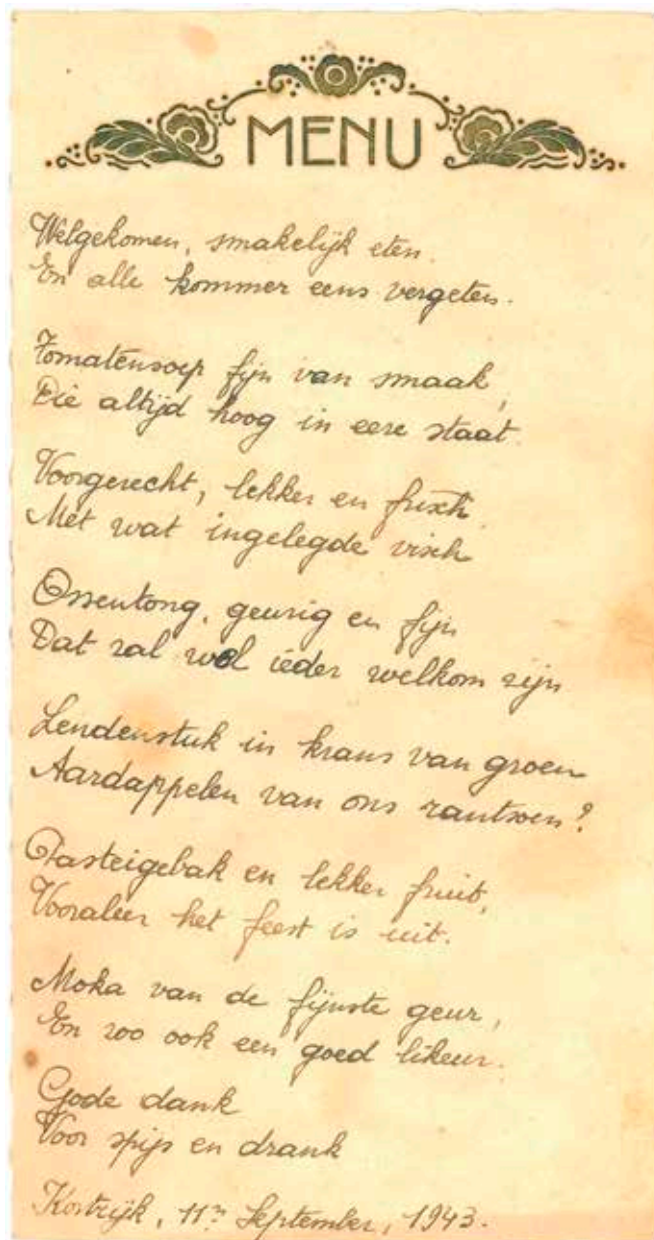 MENU
Welgekomen, smakelijk eten.
En alle kommer eens vergeten.
Tomatensoep fijn van smaak,
Die altijd hoog in eere staat.
Voorgerecht, lekker en frisch.
Met wat ingelegde visch
Ossentong, geurig en fijn
Dat zal wel ieder welkom zijn
Lendenstuk in krans van groen
Aardappelen van ons rantsoen?
Pasteigebak en lekker fruit,
Vooraleer het feest is uit.
Moka van de fijnste geur,
En zoo ook een goed likeur.
Gode dank
Voor spijs en drank
Kortrijk, 11n September, 1943.